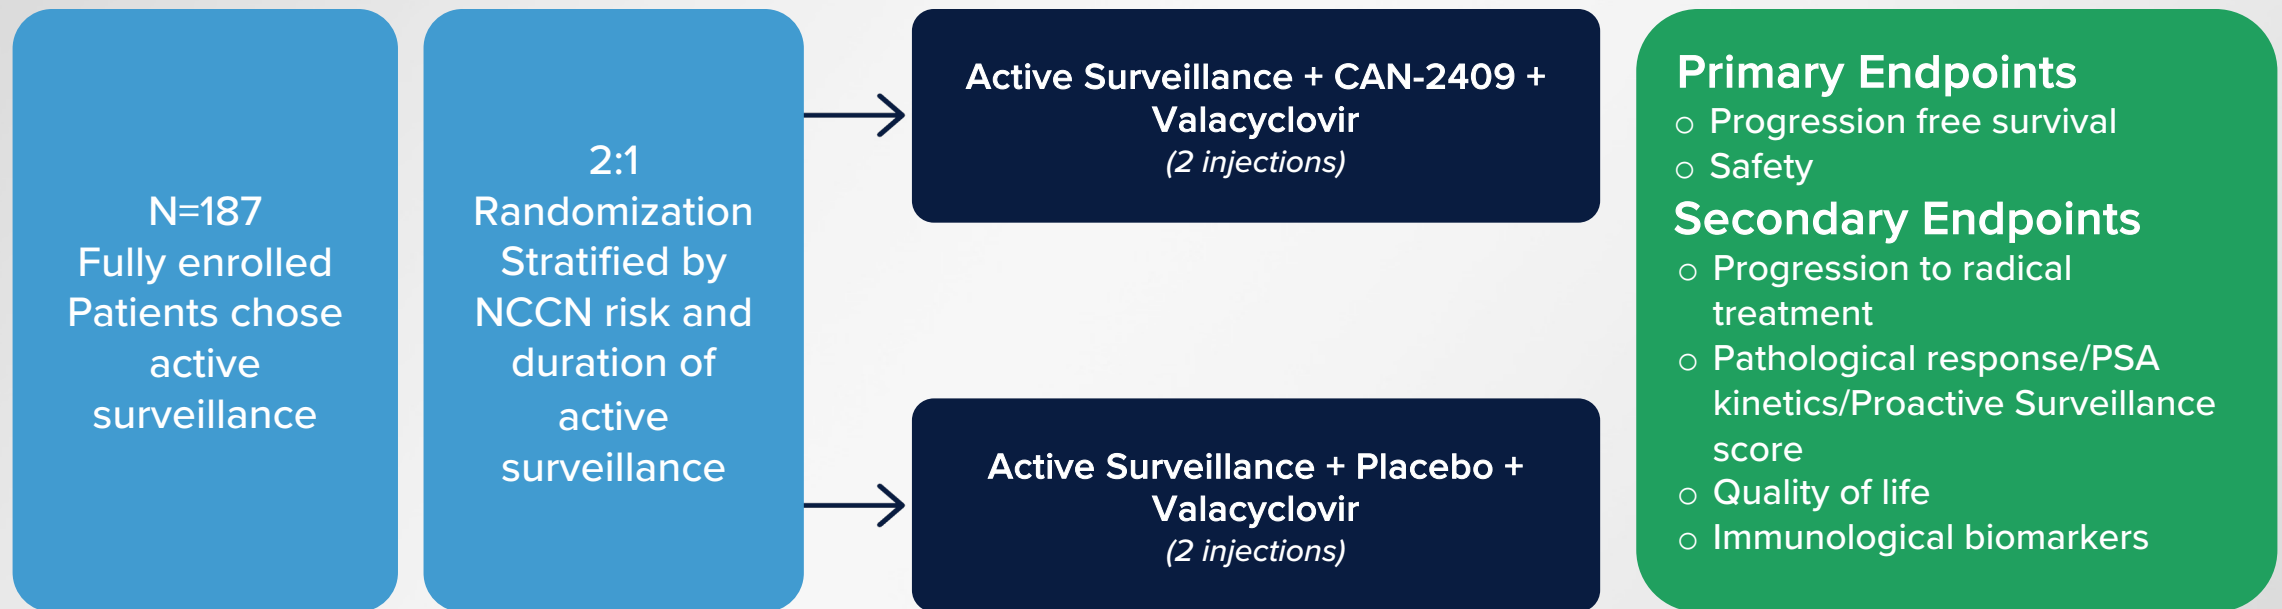 N=187
Fully enrolled
Patients chose
active
surveillance
2:1
Randomization
Stratified by
NCCN risk and
duration of
active
surveillance
Active Surveillance + CAN-2409 +
Valacyclovir
(2 injections)
Active Surveillance + Placebo +
Valacyclovir
(2 injections)
Primary Endpoints
o Progression free survival
o Safety
Secondary Endpoints
o Progression to radical
treatment
o Pathological response/PSA
kinetics/Proactive Surveillance
score
o Quality of life
o Immunological biomarkers